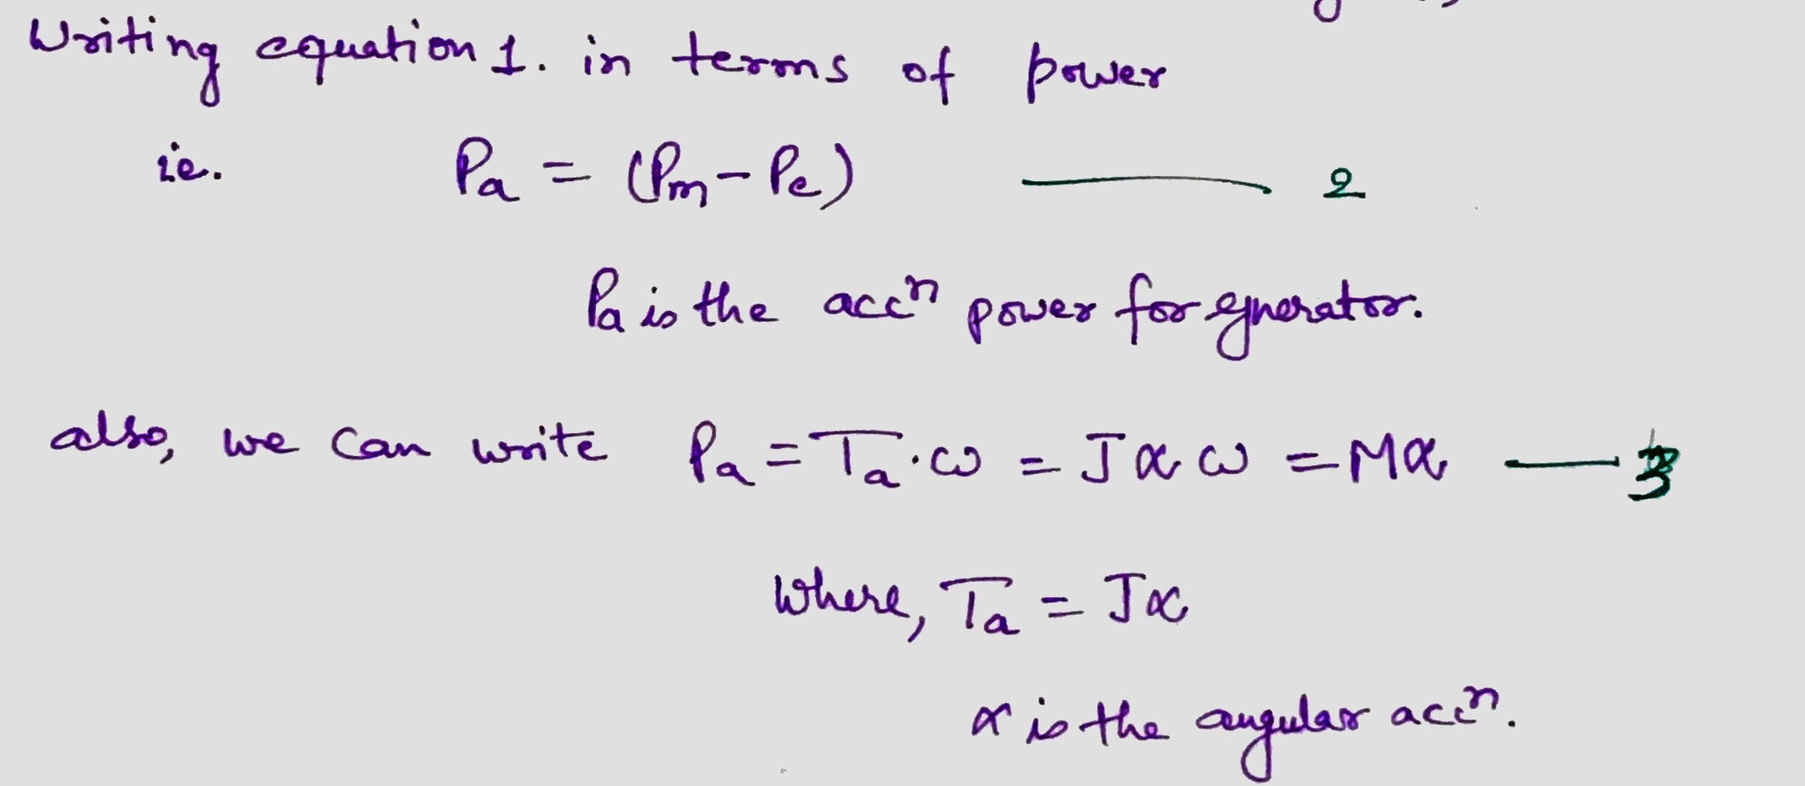 Writing equation 1. in terms of power
ie. Pa = (Pm - Pe) — 2
Pa is the accⁿ power for gnerator.
also, we can write Pa = Ta.ω = Jαω = Mα — 3
Where, Ta = Jα
α is the angular accⁿ.